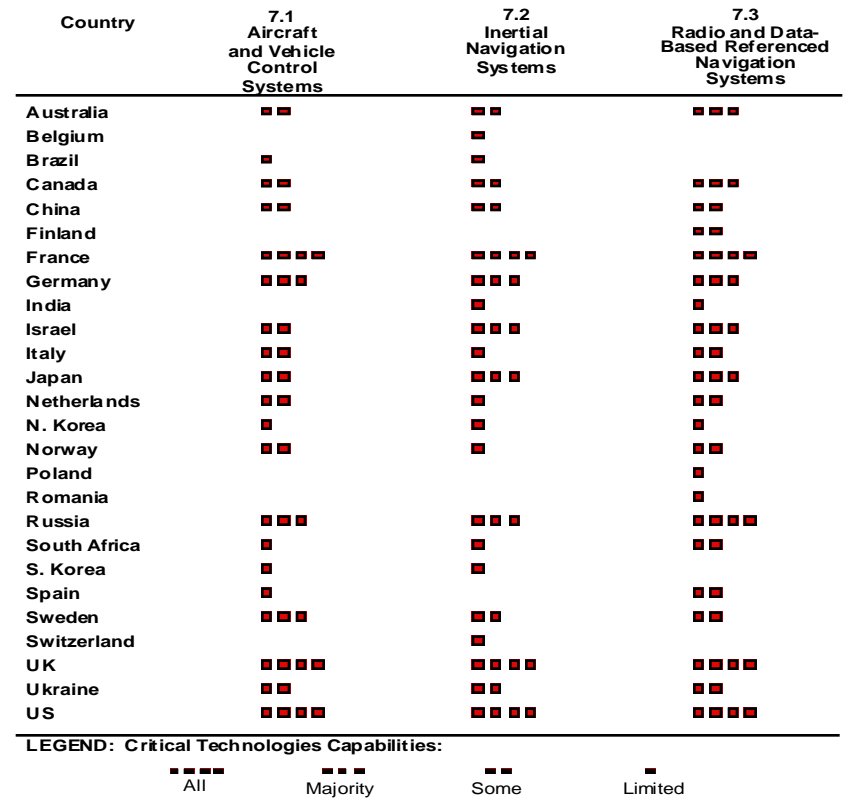 Country
7.1
Aircraft
and Vehicle
Control
Systems
7.2
Inertial
Navigation
Systems
7.3
Radio and Data-
Based Referenced
Navigation
Systems
Australia
Belgium
Brazil
Canada
China
Finland
France
Germany
India
Israel
Italy
Japan
Netherlands
N. Korea
Norway
Poland
Romania
Russia
South Africa
S. Korea
Spain
Sweden
Switzerland
UK
Ukraine
US
LEGEND: Critical Technologies Capabilities:
All
Majority
Some
Limited